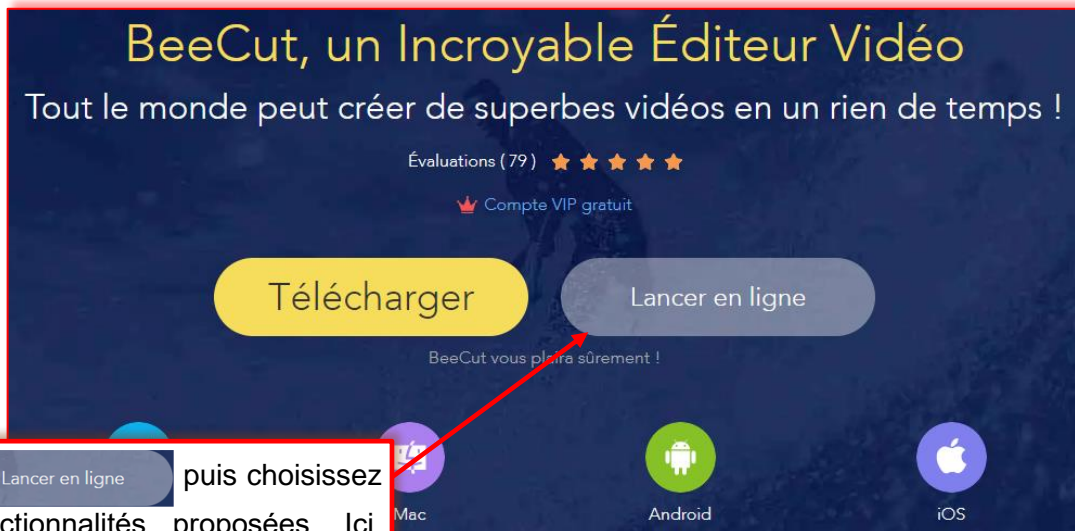 BeeCut, un Incroyable Éditeur Vidéo
Tout le monde peut créer de superbes vidéos en un rien de temps !
Évaluations ( 79 )
Compte VIP gratuit
Télécharger
Lancer en ligne
BeeCut vous plaira sûrement !
Mac
Android
iOS
Lancer en ligne puis choisissez
ctionnalités proposées. Ici